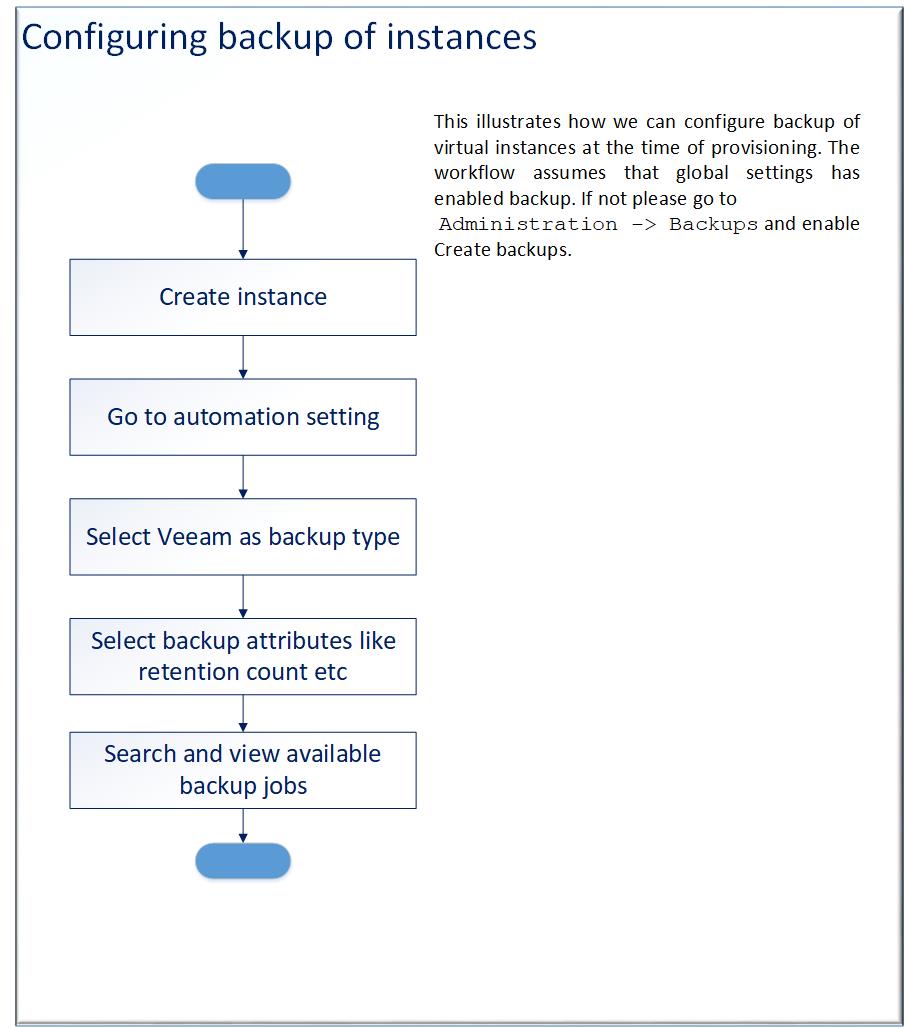 Configuring backup of instances
This illustrates how we can configure backup of
virtual instances at the time of provisioning. The
workflow assumes that global settings has
enabled backup. If not please go to
Administration -> Backups and enable
Create backups.
Create instance
Go to automation setting
Select Veeam as backup type
Select backup attributes like
retention count etc
Search and view available
backup jobs